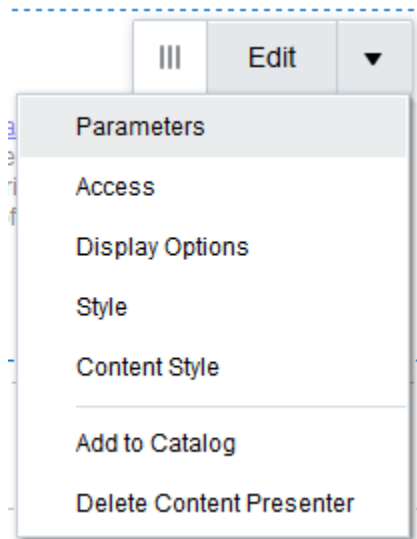 Edit
Parameters
Access
Display Options
Style
Content Style
Add to Catalog
Delete Content Presenter